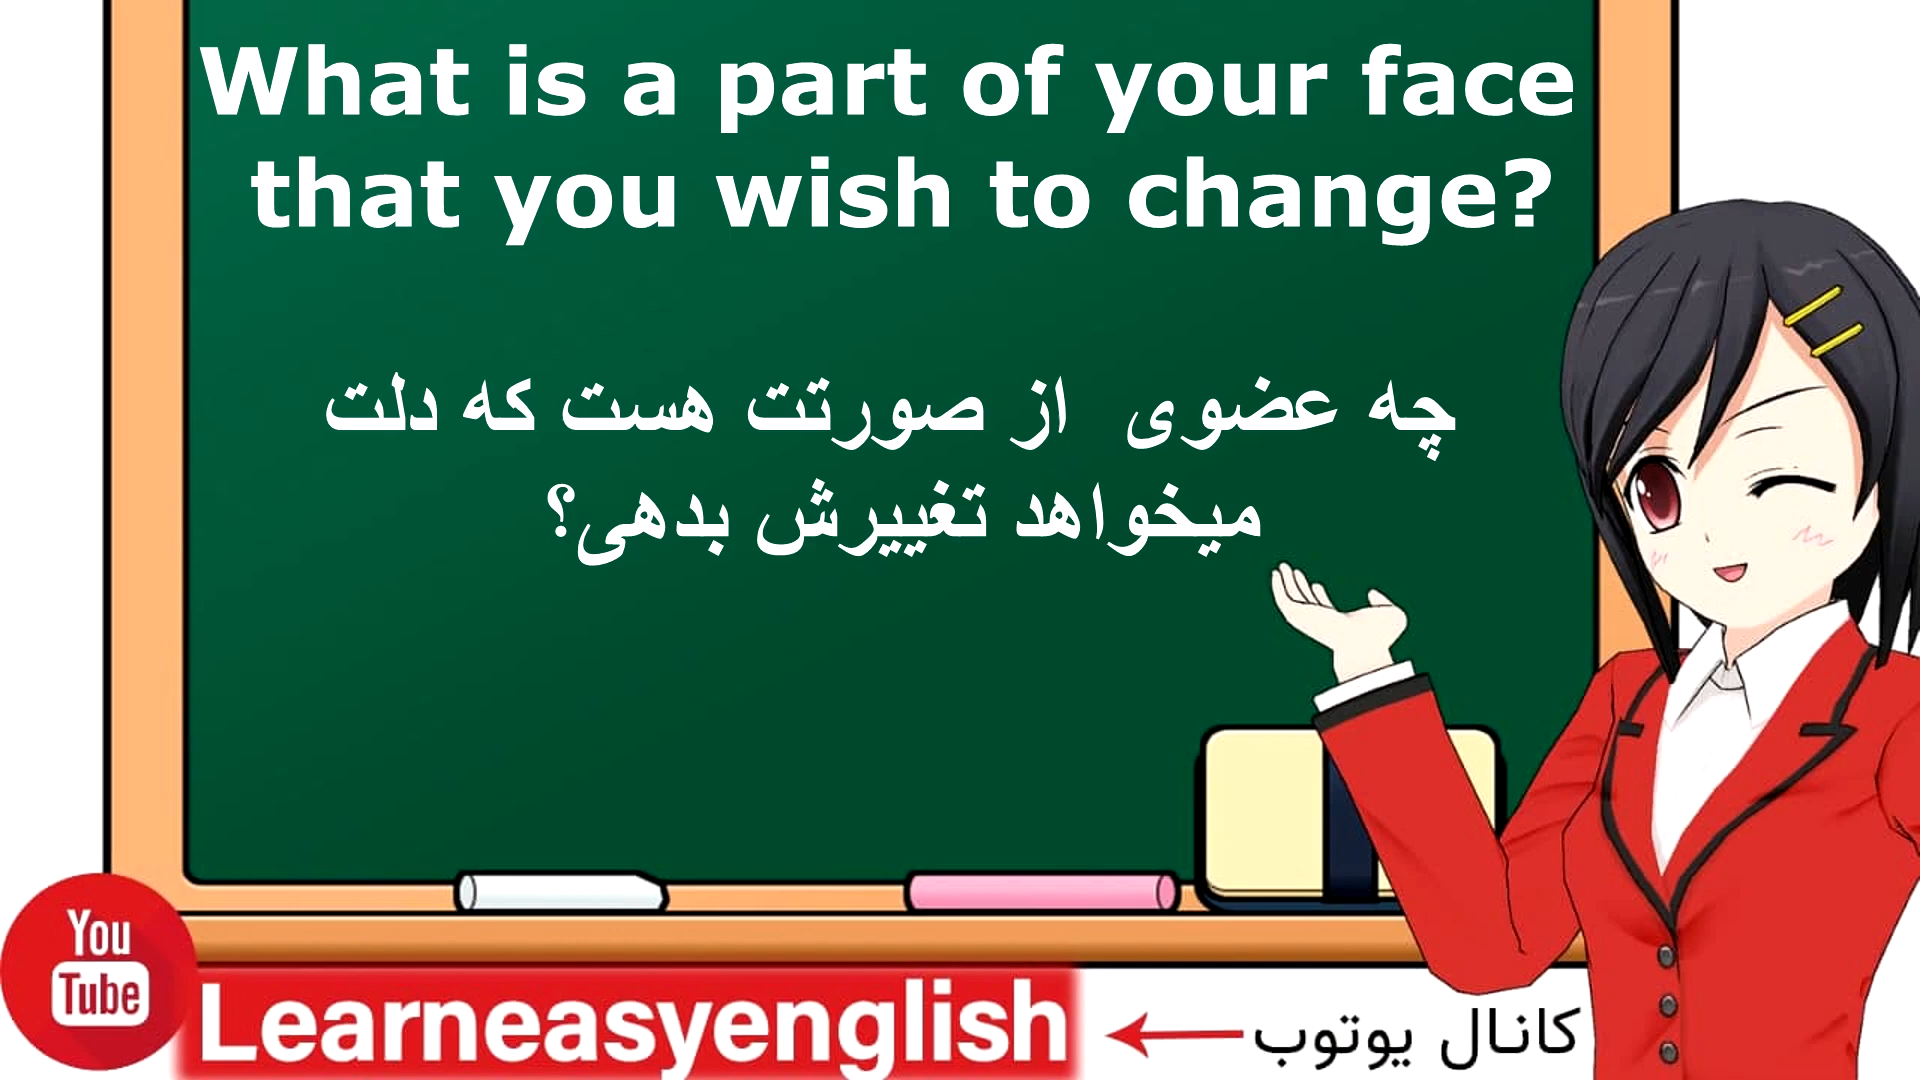 What is a part of your face
that you wish to change?
چه عضوی از صورتت هست که دلت
میخواهد تغییرش بدهی؟
You
Tube
Learneasyenglish
کانال یوتوب